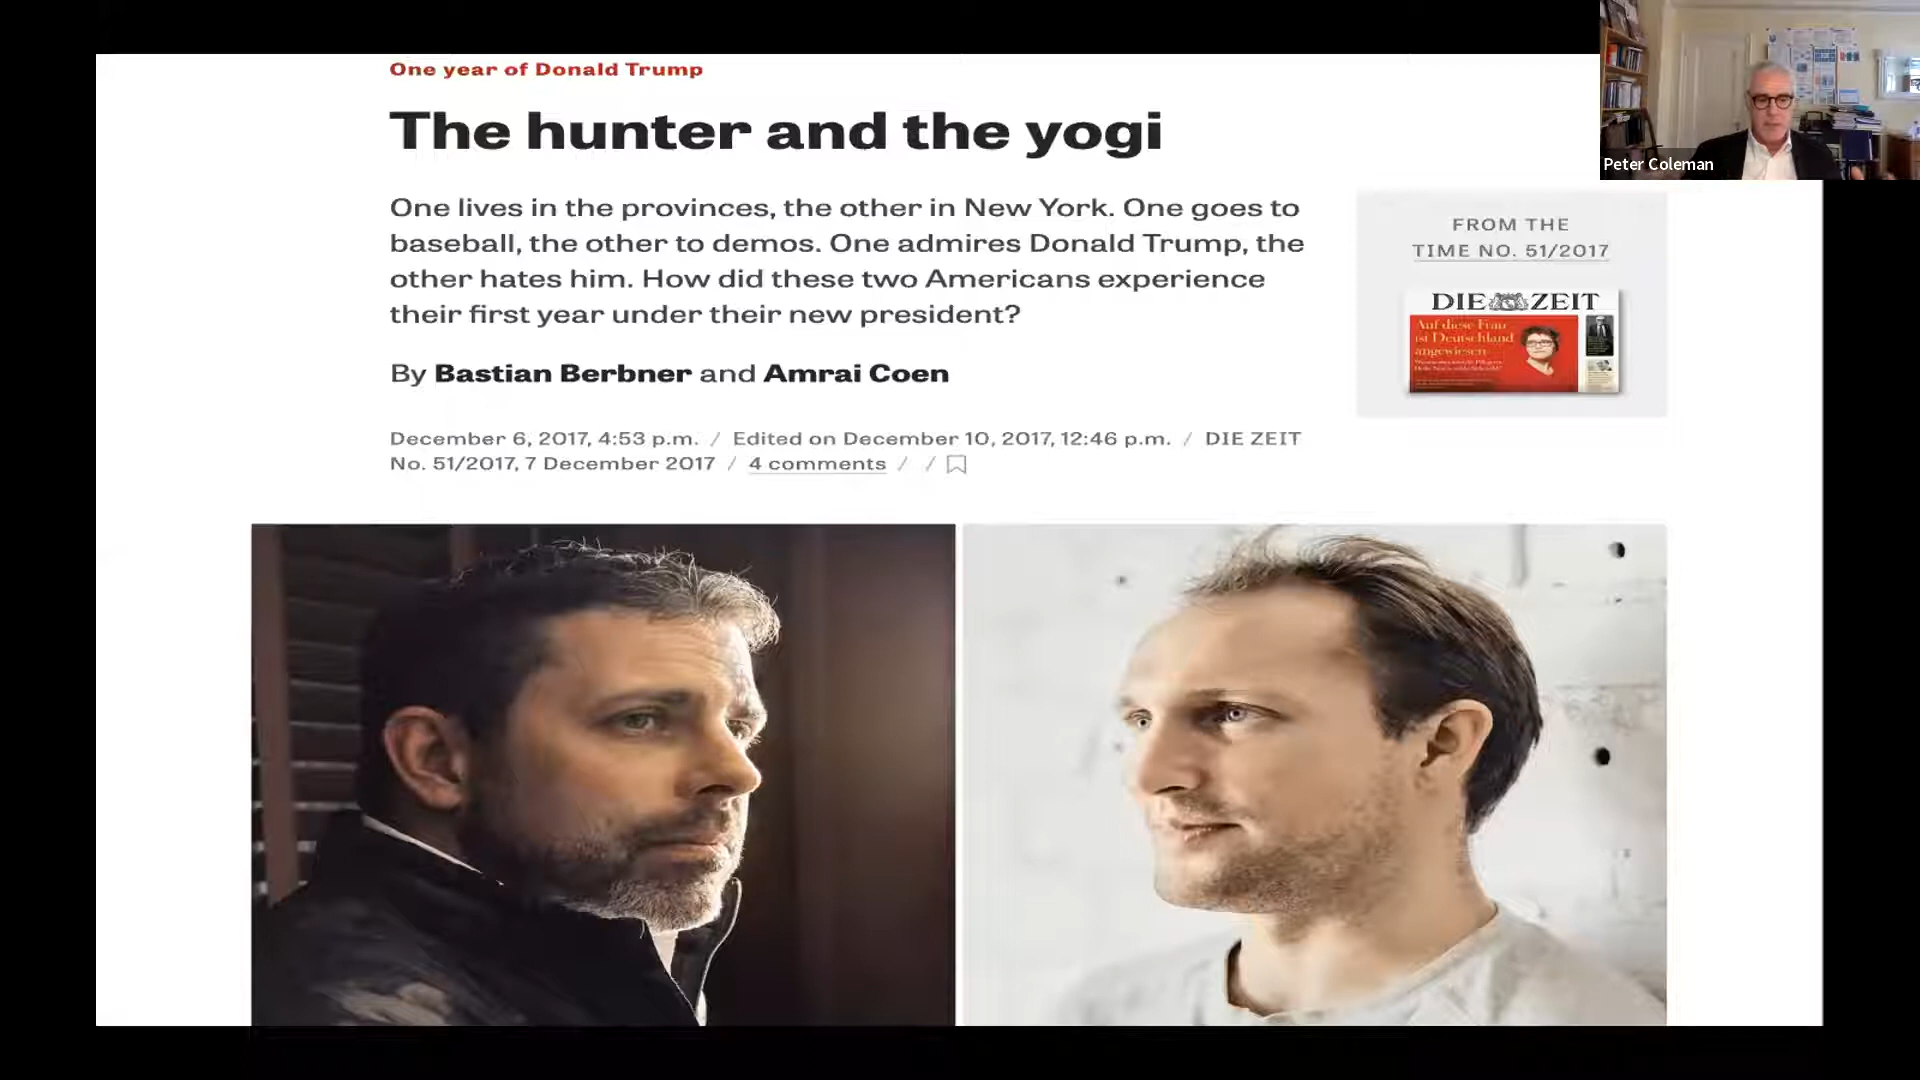 One year of Donald Trump
The hunter and the yogi
One lives in the provinces, the other in New York. One goes to
baseball, the other to demos. One admires Donald Trump, the
other hates him. How did these two Americans experience
their first year under their new president?
By Bastian Berbner and Amrai Coen
December 6, 2017, 4:53 p.m. / Edited on December 10, 2017, 12:46 p.m. / DIE ZEIT
No. 51/2017, 7 December 2017 / 4 comments / /
FROM THE
TIME NO. 51/2017
DIE ZEIT
Auf diese Frau
ist Deutschland
angewiesen
Peter Coleman